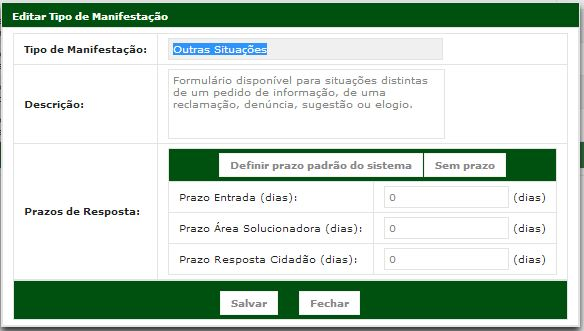 Editar Tipo de Manifestação
Tipo de Manifestação: Outras Situações
Descrição:
Formulário disponível para situações distintas
de um pedido de informação, de uma
reclamação, denúncia, sugestão ou elogio.
Prazos de Resposta:
Definir prazo padrão do sistema Sem prazo
Prazo Entrada (dias): 0 (dias)
Prazo Área Solucionadora (dias): 0 (dias)
Prazo Resposta Cidadão (dias): 0 (dias)
Salvar Fechar